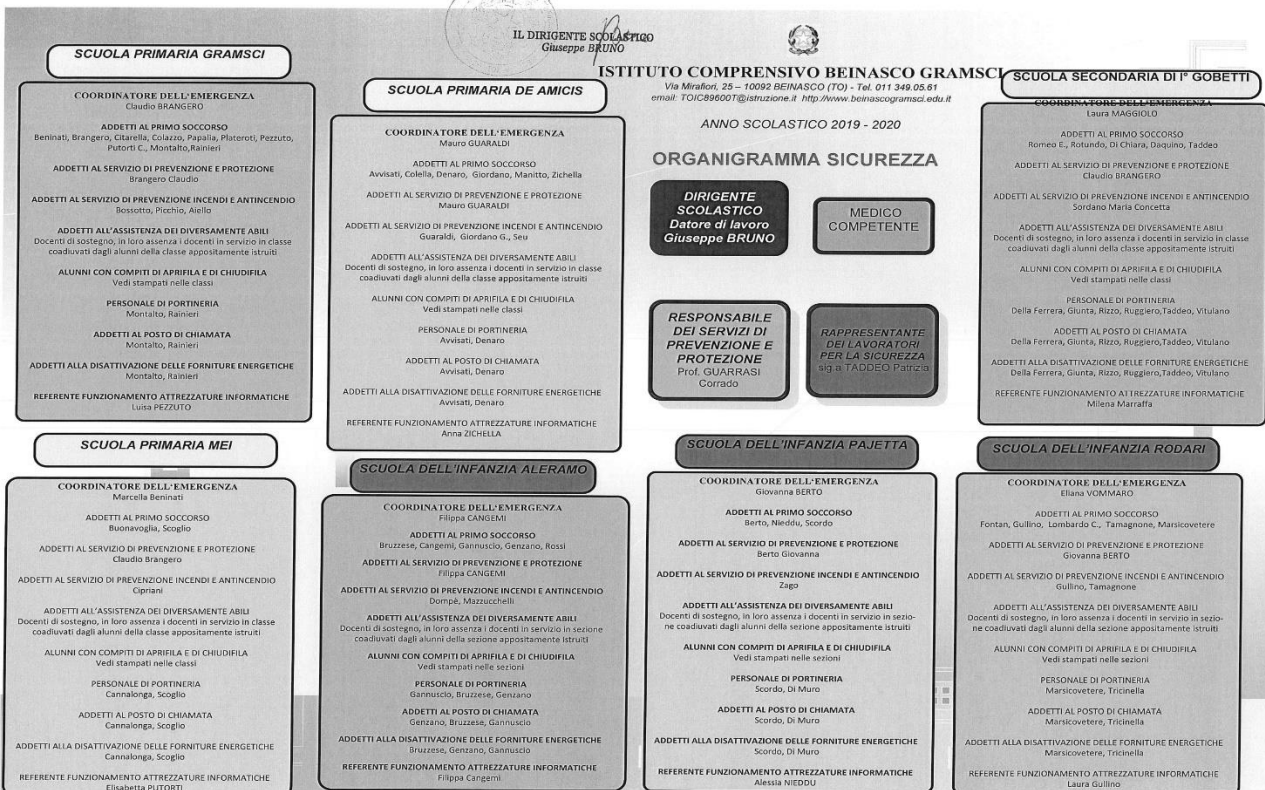 IL DIRIGENTE SCOLASTICO
Giuseppe BRUNO
ISTITUTO COMPRENSIVO BEINASCO GRAMSCI
Via Mirafiori, 25 – 10092 BEINASCO (TO) - Tel. 011 349.05.61
email: TOIC89600T@istruzione.it http://www.beinascogramsci.edu.it
ANNO SCOLASTICO 2019 - 2020
ORGANIGRAMMA SICUREZZA
DIRIGENTE
SCOLASTICO
Datore di lavoro
Giuseppe BRUNO
MEDICO
COMPETENTE
RESPONSABILE
DEI SERVIZI DI
PREVENZIONE E
PROTEZIONE
Prof. GUARRASI
Corrado
RAPPRESENTANTE
DEI LAVORATORI
PER LA SICUREZZA
sig.a TADDEO Patrizia
SCUOLA PRIMARIA GRAMSCI
COORDINATORE DELL'EMERGENZA
Claudio BRANGERO
ADDETTI AL PRIMO SOCCORSO
Beninati, Brangero, Citarella, Colazzo, Papalia, Plateroti, Pezzuto,
Putorti C., Montalto,Rainieri
ADDETTI AL SERVIZIO DI PREVENZIONE E PROTEZIONE
Brangero Claudio
ADDETTI AL SERVIZIO DI PREVENZIONE INCENDI E ANTINCENDIO
Bossotto, Picchio, Aiello
ADDETTI ALL'ASSISTENZA DEI DIVERSAMENTE ABILI
Docenti di sostegno, in loro assenza i docenti in servizio in classe
coadiuvati dagli alunni della classe appositamente istruiti
ALUNNI CON COMPITI DI APRIFILA E DI CHIUDIFILA
Vedi stampati nelle classi
PERSONALE DI PORTINERIA
Montalto, Rainieri
ADDETTI AL POSTO DI CHIAMATA
Montalto, Rainieri
ADDETTI ALLA DISATTIVAZIONE DELLE FORNITURE ENERGETICHE
Montalto, Rainieri
REFERENTE FUNZIONAMENTO ATTREZZATURE INFORMATICHE
Luisa PEZZUTO
SCUOLA PRIMARIA DE AMICIS
COORDINATORE DELL'EMERGENZA
Mauro GUARALDI
ADDETTI AL PRIMO SOCCORSO
Avvisati, Colella, Denaro, Giordano, Manitto, Zichella
ADDETTI AL SERVIZIO DI PREVENZIONE E PROTEZIONE
Mauro GUARALDI
ADDETTI AL SERVIZIO DI PREVENZIONE INCENDI E ANTINCENDIO
Guaraldi, Giordano G., Seu
ADDETTI ALL'ASSISTENZA DEI DIVERSAMENTE ABILI
Docenti di sostegno, in loro assenza i docenti in servizio in classe
coadiuvati dagli alunni della classe appositamente istruiti
ALUNNI CON COMPITI DI APRIFILA E DI CHIUDIFILA
Vedi stampati nelle classi
PERSONALE DI PORTINERIA
Avvisati, Denaro
ADDETTI AL POSTO DI CHIAMATA
Avvisati, Denaro
ADDETTI ALLA DISATTIVAZIONE DELLE FORNITURE ENERGETICHE
Avvisati, Denaro
REFERENTE FUNZIONAMENTO ATTREZZATURE INFORMATICHE
Anna ZICHELLA
SCUOLA SECONDARIA DI I° GOBETTI
COORDINATORE DELL'EMERGENZA
Laura MAGGIOLO
ADDETTI AL PRIMO SOCCORSO
Romeo E., Rotundo, Di Chiara, Daquino, Taddeo
ADDETTI AL SERVIZIO DI PREVENZIONE E PROTEZIONE
Claudio BRANGERO
ADDETTI AL SERVIZIO DI PREVENZIONE INCENDI E ANTINCENDIO
Sordano Maria Concetta
ADDETTI ALL'ASSISTENZA DEI DIVERSAMENTE ABILI
Docenti di sostegno, in loro assenza i docenti in servizio in classe
coadiuvati dagli alunni della classe appositamente istruiti
ALUNNI CON COMPITI DI APRIFILA E DI CHIUDIFILA
Vedi stampati nelle classi
PERSONALE DI PORTINERIA
Della Ferrera, Giunta, Rizzo, Ruggiero,Taddeo, Vitulano
ADDETTI AL POSTO DI CHIAMATA
Della Ferrera, Giunta, Rizzo, Ruggiero,Taddeo, Vitulano
ADDETTI ALLA DISATTIVAZIONE DELLE FORNITURE ENERGETICHE
Della Ferrera, Giunta, Rizzo, Ruggiero,Taddeo, Vitulano
REFERENTE FUNZIONAMENTO ATTREZZATURE INFORMATICHE
Milena Marraffa
SCUOLA PRIMARIA MEI
COORDINATORE DELL'EMERGENZA
Marcella Beninati
ADDETTI AL PRIMO SOCCORSO
Buonavoglia, Scoglio
ADDETTI AL SERVIZIO DI PREVENZIONE E PROTEZIONE
Claudio Brangero
ADDETTI AL SERVIZIO DI PREVENZIONE INCENDI E ANTINCENDIO
Cipriani
ADDETTI ALL'ASSISTENZA DEI DIVERSAMENTE ABILI
Docenti di sostegno, in loro assenza i docenti in servizio in classe
coadiuvati dagli alunni della classe appositamente istruiti
ALUNNI CON COMPITI DI APRIFILA E DI CHIUDIFILA
Vedi stampati nelle classi
PERSONALE DI PORTINERIA
Cannalonga, Scoglio
ADDETTI AL POSTO DI CHIAMATA
Cannalonga, Scoglio
ADDETTI ALLA DISATTIVAZIONE DELLE FORNITURE ENERGETICHE
Cannalonga, Scoglio
REFERENTE FUNZIONAMENTO ATTREZZATURE INFORMATICHE
Elisabetta PUTORTI
SCUOLA DELL'INFANZIA ALERAMO
COORDINATORE DELL'EMERGENZA
Filippa CANGEMI
ADDETTI AL PRIMO SOCCORSO
Bruzzese, Cangemi, Gannuscio, Genzano, Rossi
ADDETTI AL SERVIZIO DI PREVENZIONE E PROTEZIONE
Filippa CANGEMI
ADDETTI AL SERVIZIO DI PREVENZIONE INCENDI E ANTINCENDIO
Dompè, Mazzucchelli
ADDETTI ALL'ASSISTENZA DEI DIVERSAMENTE ABILI
Docenti di sostegno, in loro assenza i docenti in servizio in sezione
coadiuvati dagli alunni della sezione appositamente istruiti
ALUNNI CON COMPITI DI APRIFILA E DI CHIUDIFILA
Vedi stampati nelle sezioni
PERSONALE DI PORTINERIA
Gannuscio, Bruzzese, Genzano
ADDETTI AL POSTO DI CHIAMATA
Genzano, Bruzzese, Gannuscio
ADDETTI ALLA DISATTIVAZIONE DELLE FORNITURE ENERGETICHE
Bruzzese, Genzano, Gannuscio
REFERENTE FUNZIONAMENTO ATTREZZATURE INFORMATICHE
Filippa Cangemi
SCUOLA DELL'INFANZIA PAJETTA
COORDINATORE DELL'EMERGENZA
Giovanna BERTO
ADDETTI AL PRIMO SOCCORSO
Berto, Nieddu, Scordo
ADDETTI AL SERVIZIO DI PREVENZIONE E PROTEZIONE
Berto Giovanna
ADDETTI AL SERVIZIO DI PREVENZIONE INCENDI E ANTINCENDIO
Zago
ADDETTI ALL'ASSISTENZA DEI DIVERSAMENTE ABILI
Docenti di sostegno, in loro assenza i docenti in servizio in sezio-
ne coadiuvati dagli alunni della sezione appositamente istruiti
ALUNNI CON COMPITI DI APRIFILA E DI CHIUDIFILA
Vedi stampati nelle sezioni
PERSONALE DI PORTINERIA
Scordo, Di Muro
ADDETTI AL POSTO DI CHIAMATA
Scordo, Di Muro
ADDETTI ALLA DISATTIVAZIONE DELLE FORNITURE ENERGETICHE
Scordo, Di Muro
REFERENTE FUNZIONAMENTO ATTREZZATURE INFORMATICHE
Alessia NIEDDU
SCUOLA DELL'INFANZIA RODARI
COORDINATORE DELL'EMERGENZA
Eliana VOMMARO
ADDETTI AL PRIMO SOCCORSO
Fontan, Gullino, Lombardo C., Tamagnone, Marsicovetere
ADDETTI AL SERVIZIO DI PREVENZIONE E PROTEZIONE
Giovanna BERTO
ADDETTI AL SERVIZIO DI PREVENZIONE INCENDI E ANTINCENDIO
Gullino, Tamagnone
ADDETTI ALL'ASSISTENZA DEI DIVERSAMENTE ABILI
Docenti di sostegno, in loro assenza i docenti in servizio in sezio-
ne coadiuvati dagli alunni della sezione appositamente istruiti
ALUNNI CON COMPITI DI APRIFILA E DI CHIUDIFILA
Vedi stampati nelle sezioni
PERSONALE DI PORTINERIA
Marsicovetere, Tricinella
ADDETTI AL POSTO DI CHIAMATA
Marsicovetere, Tricinella
ADDETTI ALLA DISATTIVAZIONE DELLE FORNITURE ENERGETICHE
Marsicovetere, Tricinella
REFERENTE FUNZIONAMENTO ATTREZZATURE INFORMATICHE
Laura Gullino